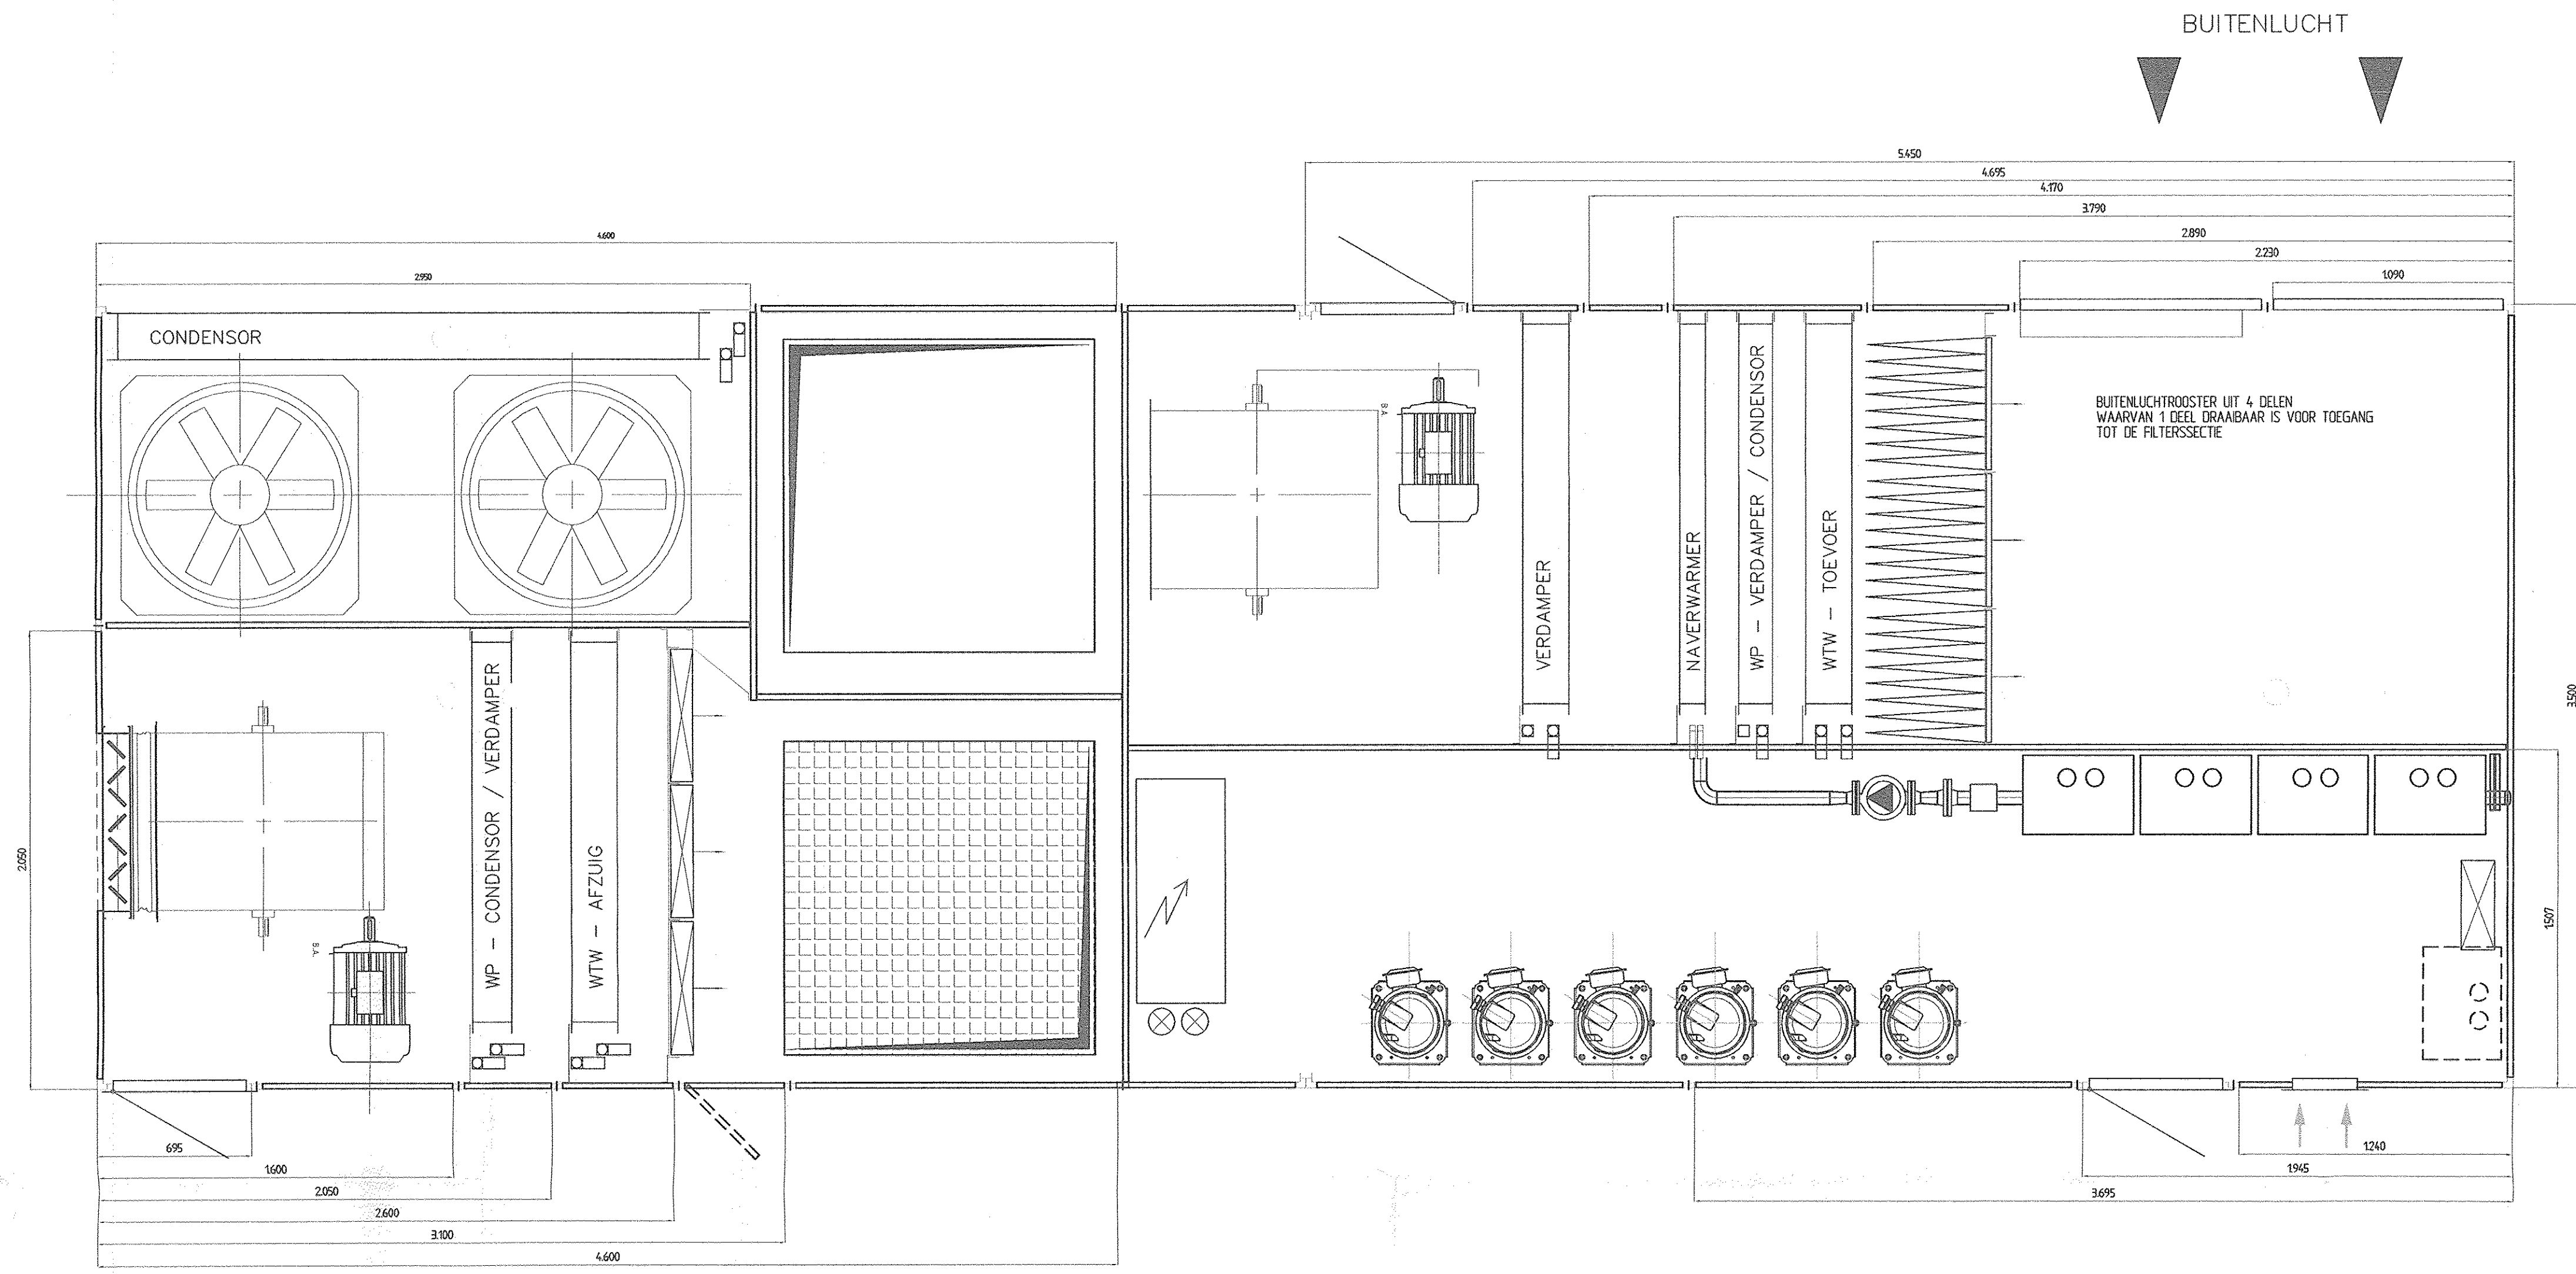 BUITENLUCHT
5.450
4.695
4.170
3.790
2.890
2.230
1.090
4.600
2.950
CONDENSOR
BUITENLUCHTROOSTER UIT 4 DELEN
WAARVAN 1 DEEL DRAAIBAAR IS VOOR TOEGANG
TOT DE FILTERSSECTIE
B.A.
VERDAMPER
NAVERWARMER
WP - VERDAMPER / CONDENSOR
WTW - TOEVOER
3.500
2.050
WP - CONDENSOR / VERDAMPER
WTW - AFZUIG
B.A.
1.507
695
1.600
2.050
2.600
3.100
4.600
1.240
1.945
3.695